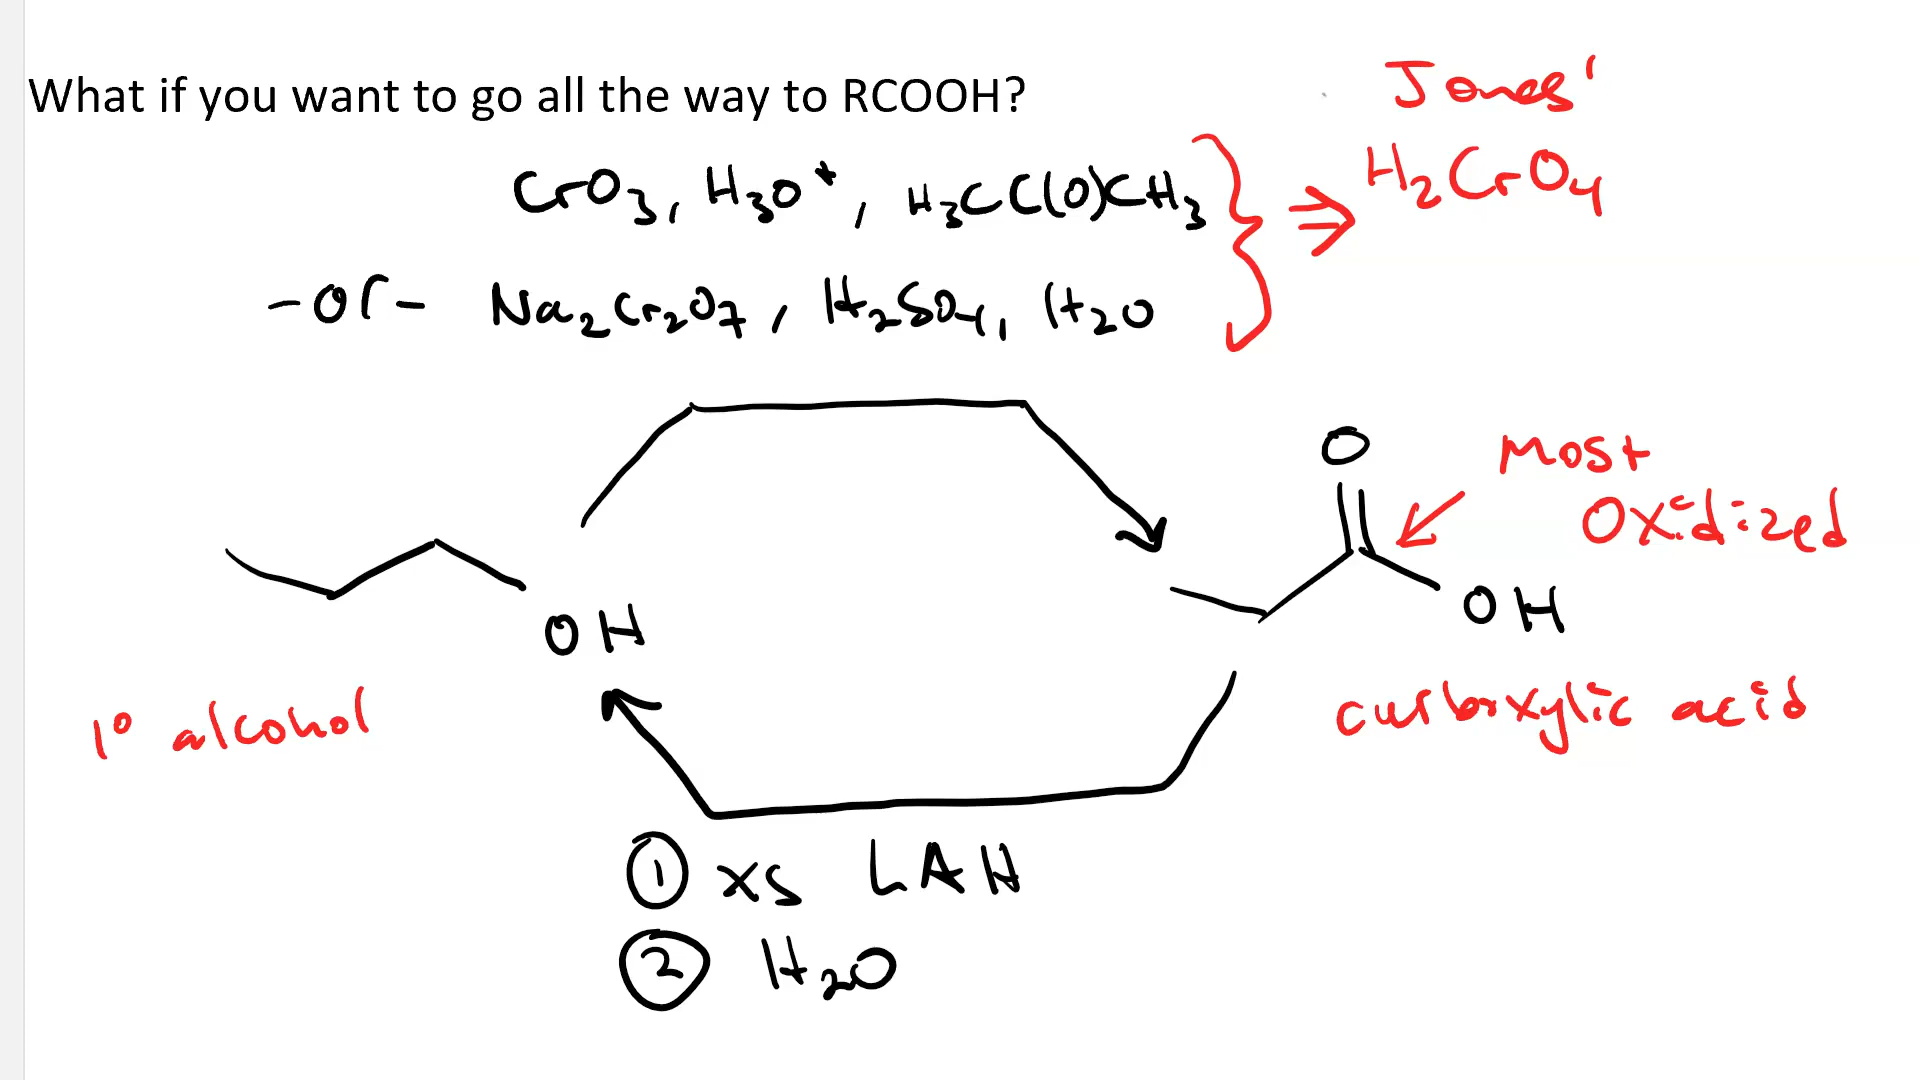 What if you want to go all the way to RCOOH?
Jones'
CrO3, H3O+, H3CC(O)CH3
H2CrO4
-or- Na2Cr2O7, H2SO4, H2O
O
Most
Oxidized
OH
OH
1° alcohol
carboxylic acid
① xs LAH
② H2O